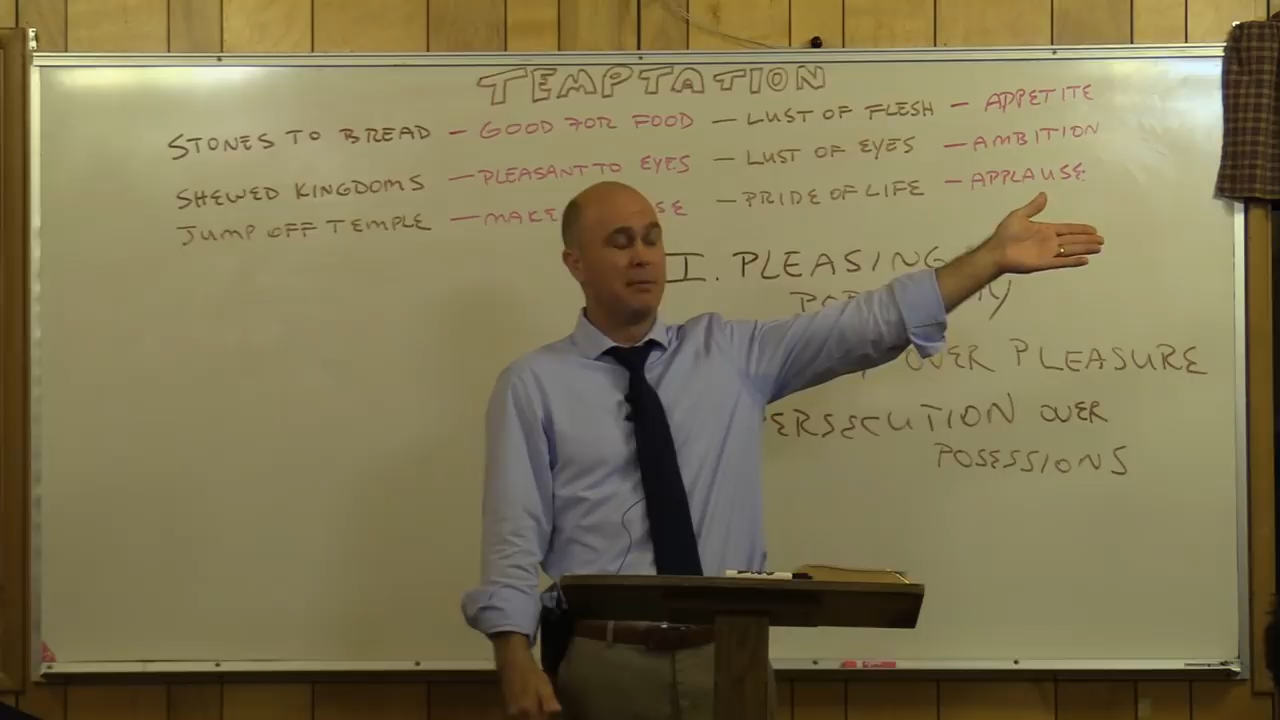 TEMPTATION
STONES TO BREAD — GOOD FOR FOOD — LUST OF FLESH — APPETITE
SHEWED KINGDOMS — PLEASANT TO EYES — LUST OF EYES — AMBITION
JUMP OFF TEMPLE — MAKE — PRIDE OF LIFE — APPLAUSE
I. PLEASING
OVER PLEASURE
ERSECUTION OVER
POSESSIONS